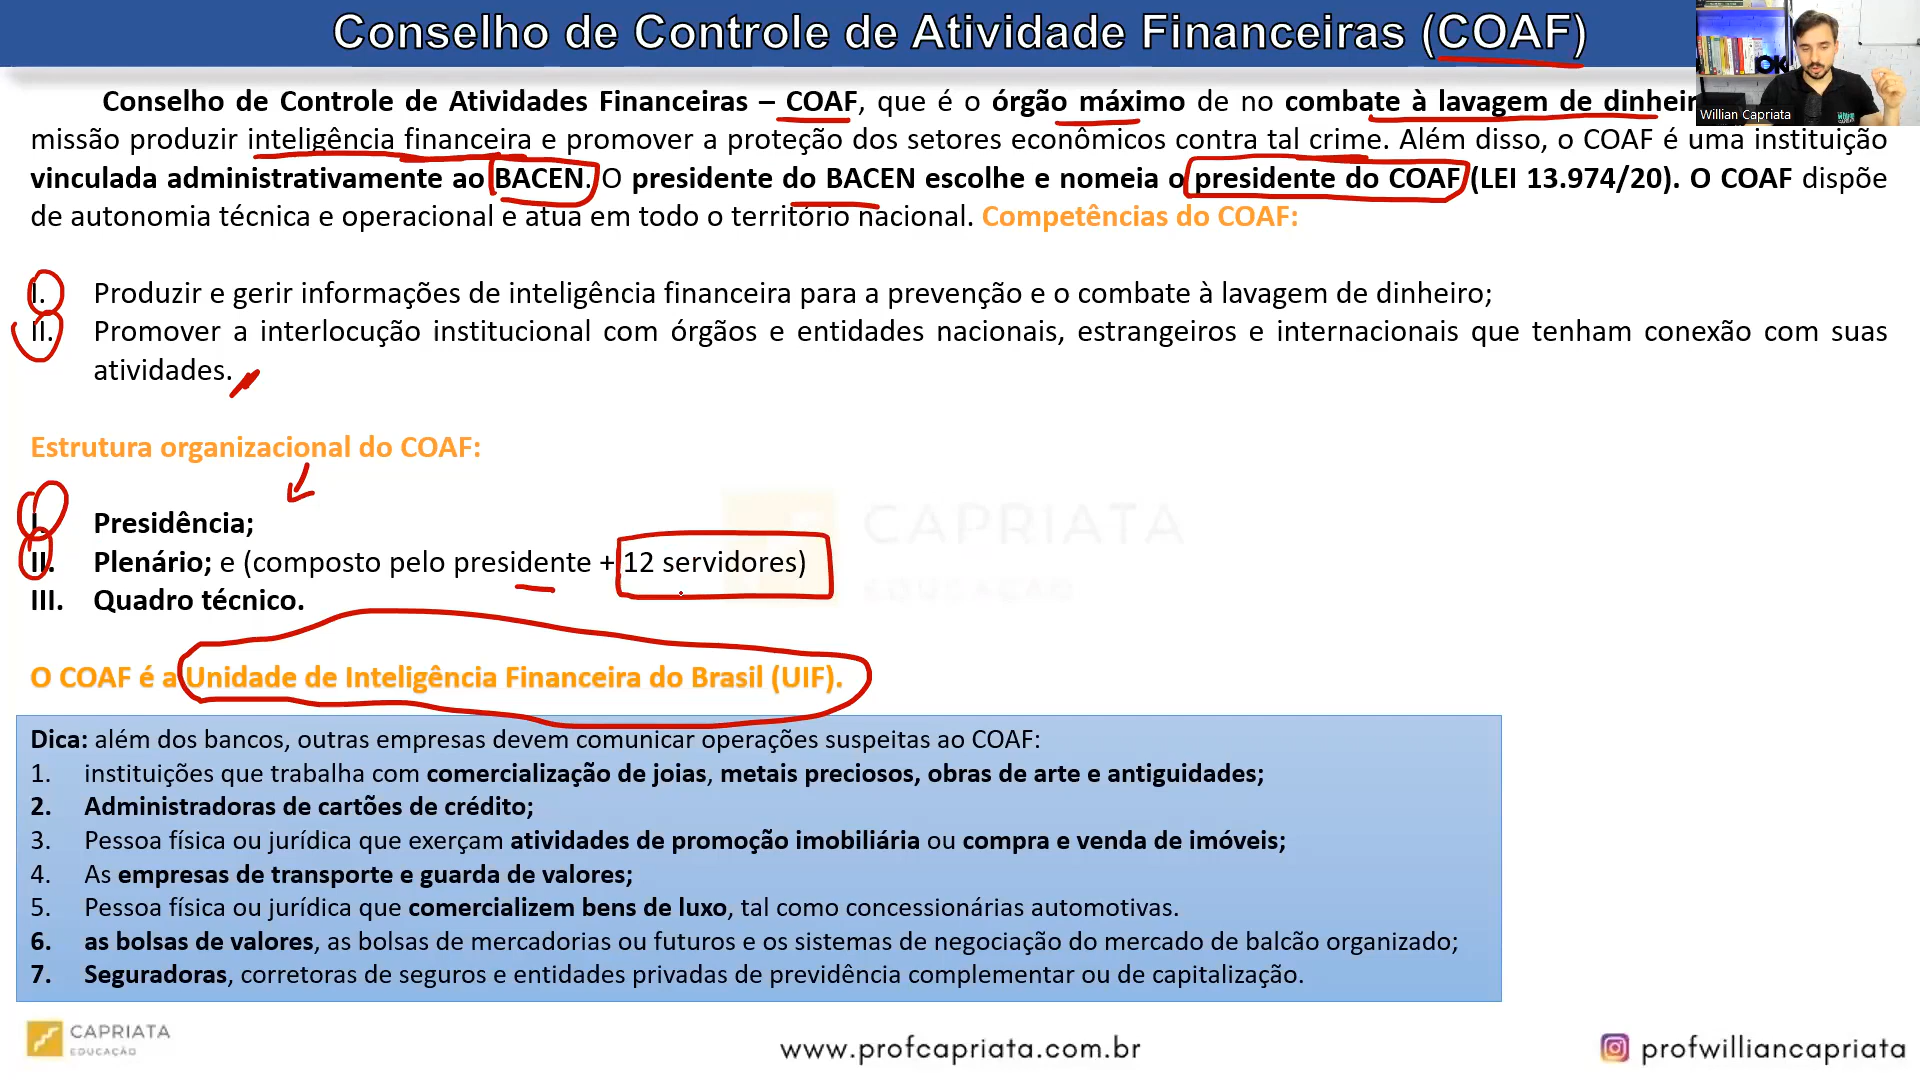 Conselho de Controle de Atividade Financeiras (COAF)
Willian Capriata
Conselho de Controle de Atividades Financeiras – COAF, que é o órgão máximo de no combate à lavagem de dinheir
missão produzir inteligência financeira e promover a proteção dos setores econômicos contra tal crime. Além disso, o COAF é uma instituição
vinculada administrativamente ao BACEN. O presidente do BACEN escolhe e nomeia o presidente do COAF (LEI 13.974/20). O COAF dispõe
de autonomia técnica e operacional e atua em todo o território nacional. Competências do COAF:
I. Produzir e gerir informações de inteligência financeira para a prevenção e o combate à lavagem de dinheiro;
II. Promover a interlocução institucional com órgãos e entidades nacionais, estrangeiros e internacionais que tenham conexão com suas
atividades.
Estrutura organizacional do COAF:
I. Presidência;
II. Plenário; e (composto pelo presidente + 12 servidores)
III. Quadro técnico.
CAPRIATA
EDUCAÇÃO
O COAF é a Unidade de Inteligência Financeira do Brasil (UIF).
Dica: além dos bancos, outras empresas devem comunicar operações suspeitas ao COAF:
1. instituições que trabalha com comercialização de joias, metais preciosos, obras de arte e antiguidades;
2. Administradoras de cartões de crédito;
3. Pessoa física ou jurídica que exerçam atividades de promoção imobiliária ou compra e venda de imóveis;
4. As empresas de transporte e guarda de valores;
5. Pessoa física ou jurídica que comercializem bens de luxo, tal como concessionárias automotivas.
6. as bolsas de valores, as bolsas de mercadorias ou futuros e os sistemas de negociação do mercado de balcão organizado;
7. Seguradoras, corretoras de seguros e entidades privadas de previdência complementar ou de capitalização.
CAPRIATA
EDUCAÇÃO
www.profcapriata.com.br
profwilliancapriata